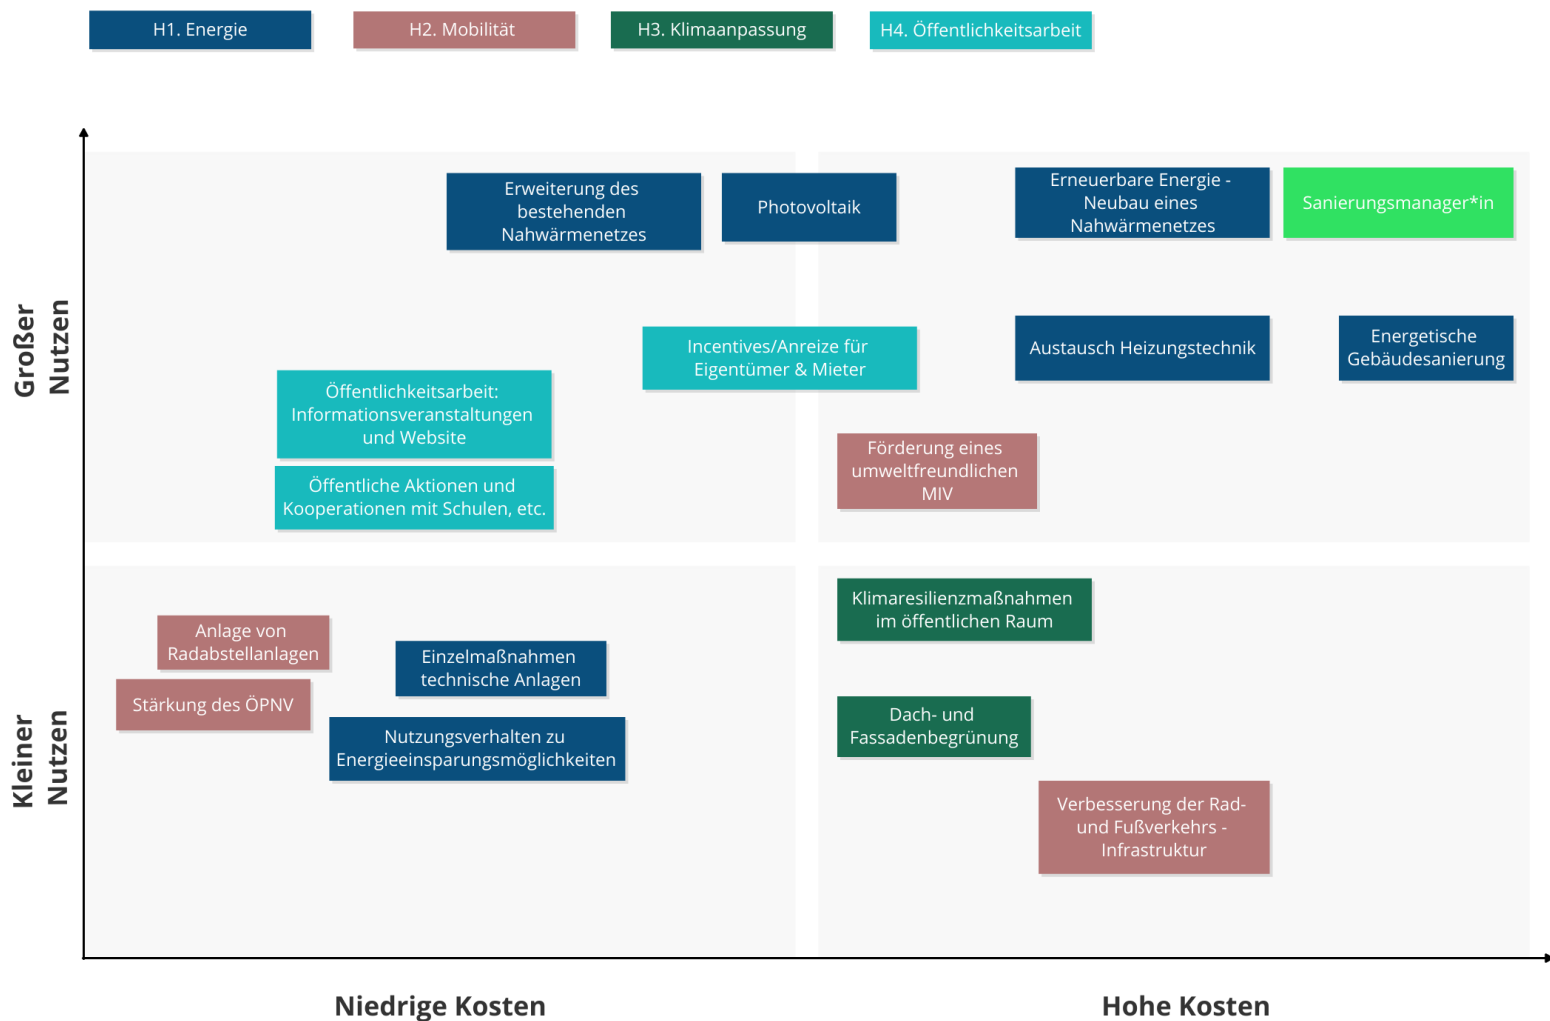 H1. Energie
H2. Mobilität
H3. Klimaanpassung
H4. Öffentlichkeitsarbeit
Großer
Nutzen
Erweiterung des
bestehenden
Nahwärmenetzes
Photovoltaik
Erneuerbare Energie -
Neubau eines
Nahwärmenetzes
Sanierungsmanager*in
Incentives/Anreize für
Eigentümer & Mieter
Austausch Heizungstechnik
Energetische
Gebäudesanierung
Öffentlichkeitsarbeit:
Informationsveranstaltungen
und Website
Öffentliche Aktionen und
Kooperationen mit Schulen, etc.
Förderung eines
umweltfreundlichen
MIV
Kleiner
Nutzen
Anlage von
Radabstellanlagen
Stärkung des ÖPNV
Einzelmaßnahmen
technische Anlagen
Nutzungsverhalten zu
Energieeinsparungsmöglichkeiten
Klimaresilienzmaßnahmen
im öffentlichen Raum
Dach- und
Fassadenbegrünung
Verbesserung der Rad-
und Fußverkehrs -
Infrastruktur
Niedrige Kosten
Hohe Kosten